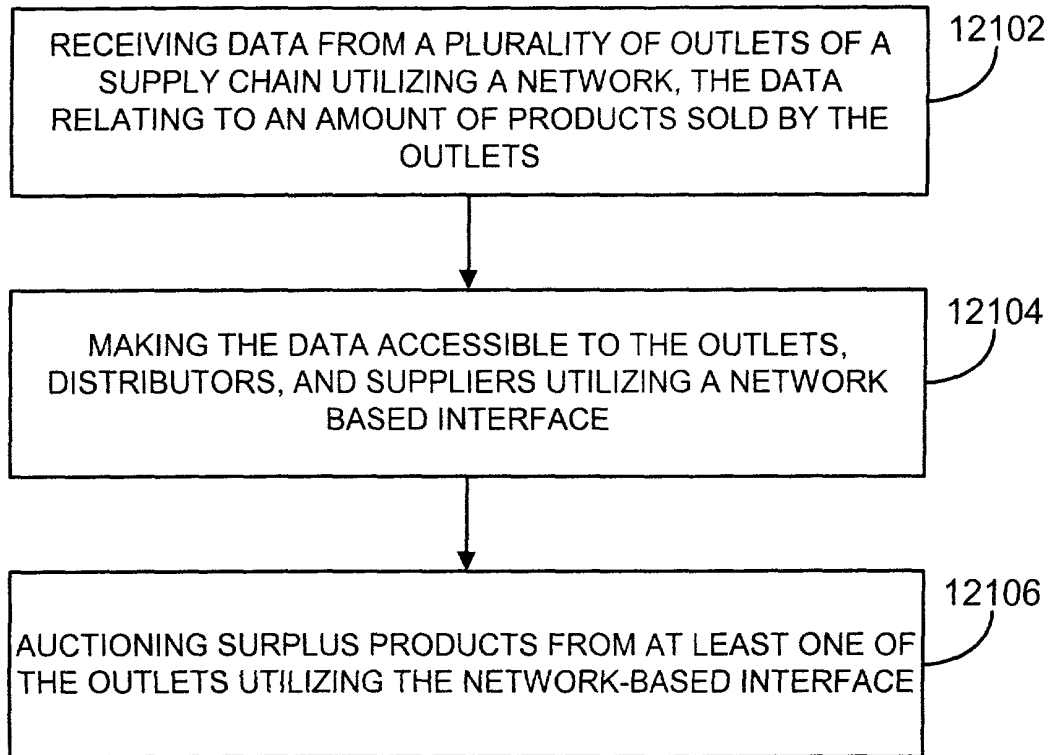 RECEIVING DATA FROM A PLURALITY OF OUTLETS OF A
SUPPLY CHAIN UTILIZING A NETWORK, THE DATA
RELATING TO AN AMOUNT OF PRODUCTS SOLD BY THE
OUTLETS
12102
MAKING THE DATA ACCESSIBLE TO THE OUTLETS,
DISTRIBUTORS, AND SUPPLIERS UTILIZING A NETWORK
BASED INTERFACE
12104
AUCTIONING SURPLUS PRODUCTS FROM AT LEAST ONE OF
THE OUTLETS UTILIZING THE NETWORK-BASED INTERFACE
12106